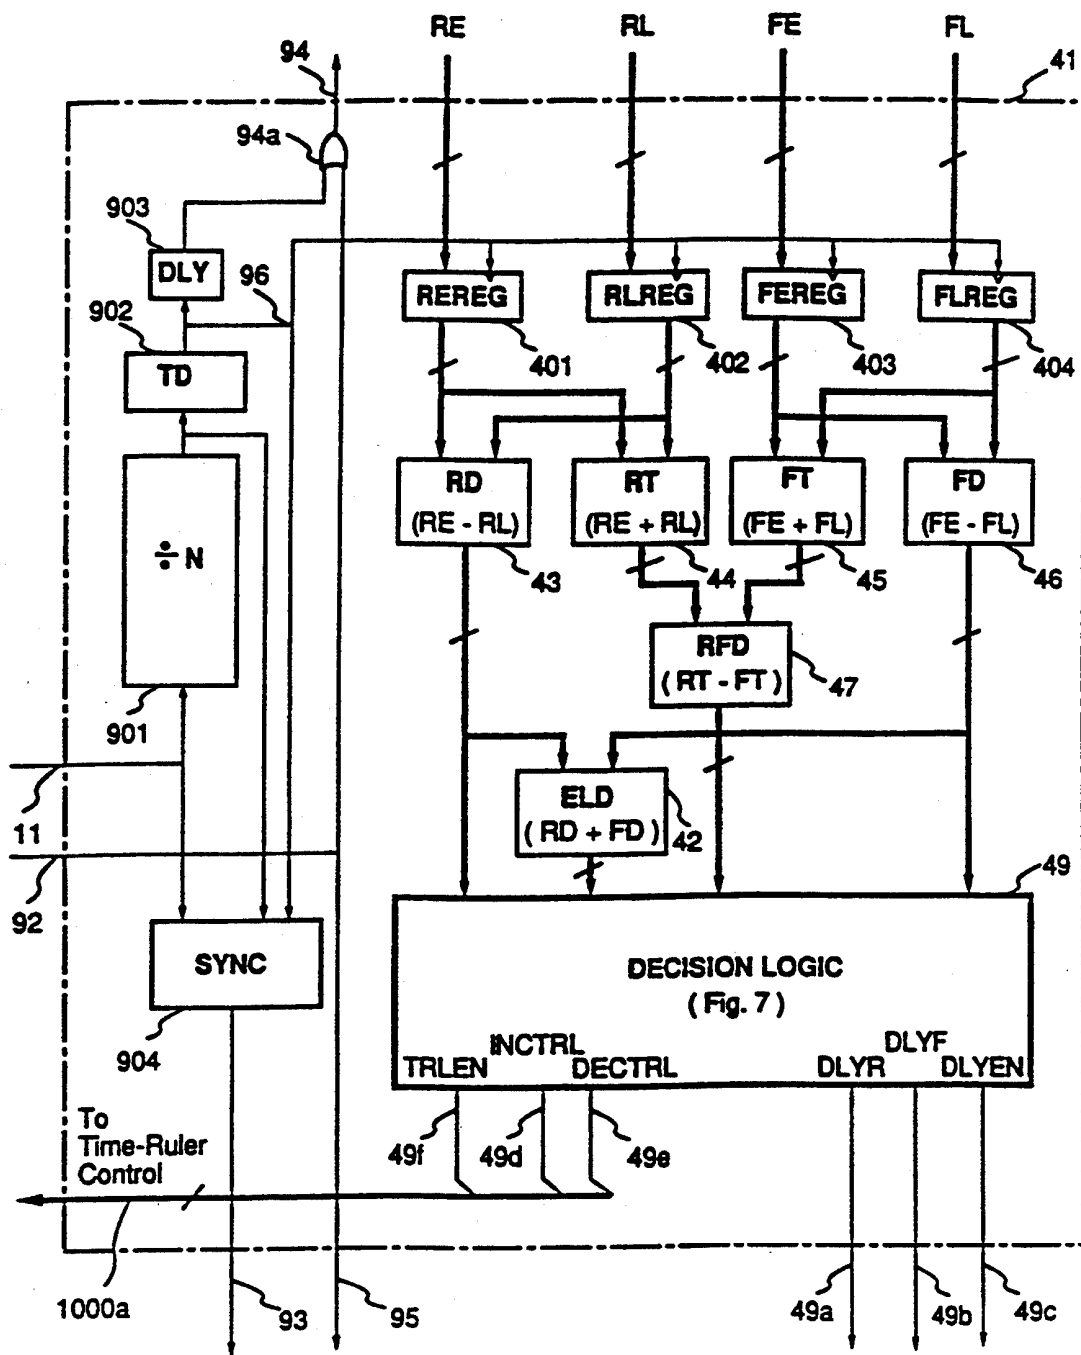 RE RL FE FL
94
41
94a
903
DLY
96
902
REREG RLREG FEREG FLREG
401 402 403 404
TD
÷ N
RD RT FT FD
(RE - RL) (RE + RL) (FE + FL) (FE - FL)
43 44 45 46
RFD
(RT - FT)
47
901
11
ELD
(RD + FD)
42
92
49
SYNC
904
DECISION LOGIC
(Fig. 7)
INCTRL
DLYF
TRLEN DECTRL DLYR DLYEN
To
Time-Ruler
Control
49f 49d 49e
1000a
93 95
49a 49b 49c